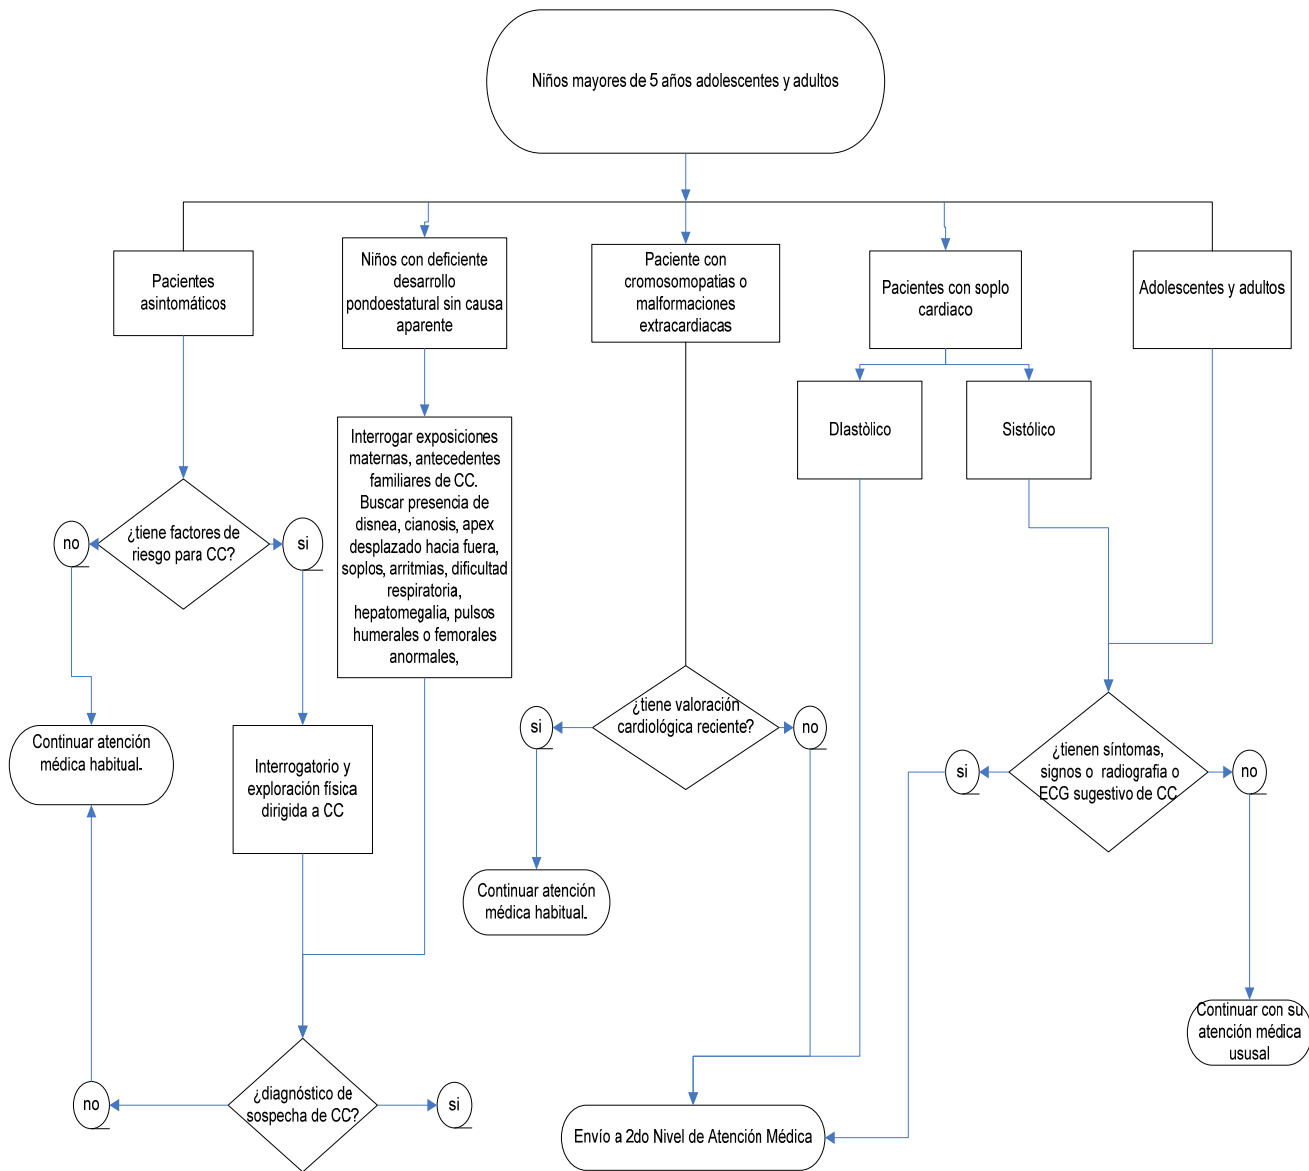 Niños mayores de 5 años adolescentes y adultos
Pacientes
asintomáticos
Niños con deficiente
desarrollo
pondoestatural sin causa
aparente
Paciente con
cromosomopatias o
malformaciones
extracardiacas
Pacientes con soplo
cardiaco
Adolescentes y adultos
DIastòlico
Sistólico
Interrogar exposiciones
maternas, antecedentes
familiares de CC.
Buscar presencia de
disnea, cianosis, apex
desplazado hacia fuera,
soplos, arritmias, dificultad
respiratoria,
hepatomegalia, pulsos
humerales o femorales
anormales,
¿tiene factores de
riesgo para CC?
no
si
Continuar atención
médica habitual.
Interrogatorio y
exploración física
dirigida a CC
¿tiene valoración
cardiológica reciente?
si
no
¿tienen síntomas,
signos o radiografia o
ECG sugestivo de CC
si
no
Continuar atención
médica habitual.
Continuar con su
atención médica
ususal
¿diagnóstico de
sospecha de CC?
no
si
Envío a 2do Nivel de Atención Médica